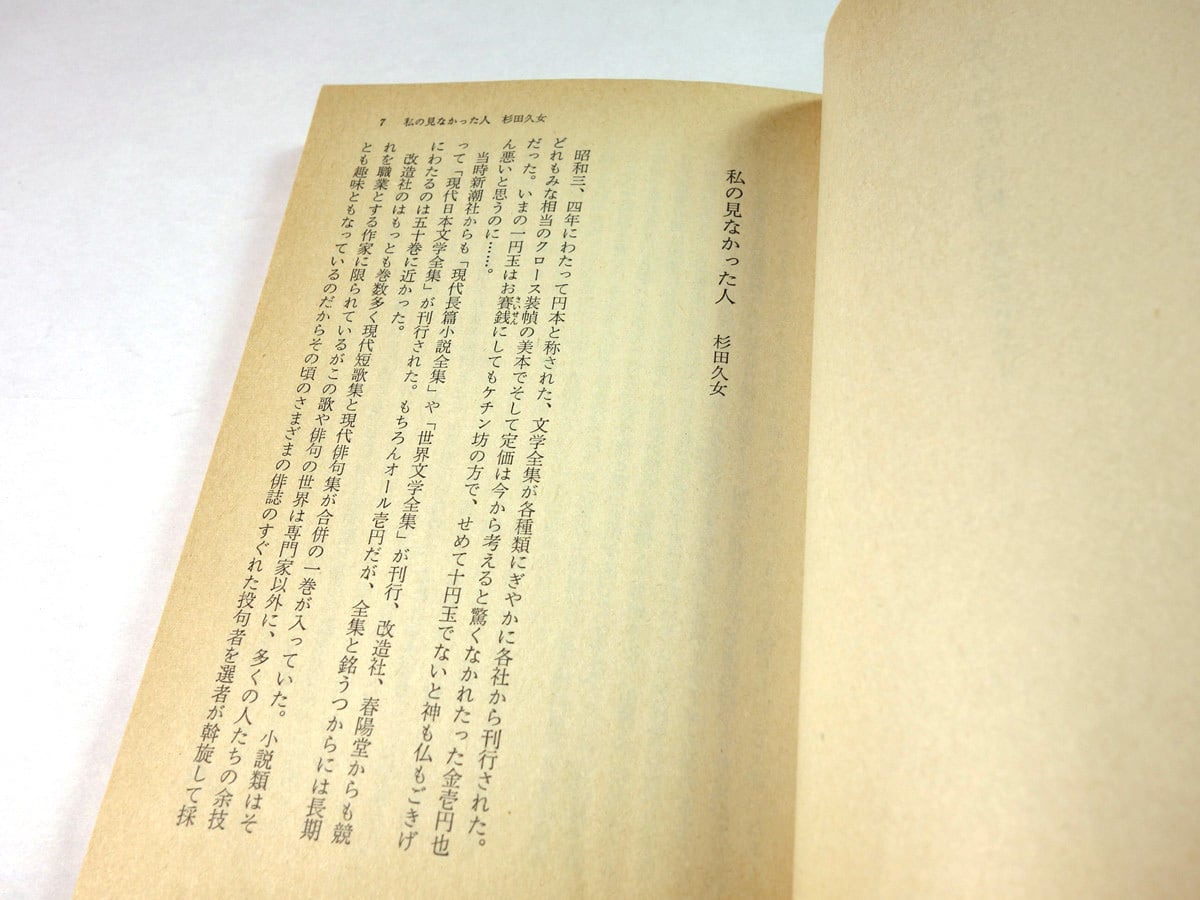 7　私の見なかった人　杉田久女
私の見なかった人　杉田久女
昭和三、四年にわたって円本と称された、文学全集が各種類にぎやかに各社から刊行された。
どれもみな相当のクロース装幀の美本でそして定価は今から考えると驚くなかれたった金壱円也
だった。いまの一円玉はお賽銭にしてもケチン坊の方で、せめて十円玉でないと神も仏もごきげ
さいせん
ん悪いと思うのに……。
当時新潮社からも「現代長篇小説全集」や「世界文学全集」が刊行、改造社、春陽堂からも競
って「現代日本文学全集」が刊行された。もちろんオール壱円だが、全集と銘うつからには長期
にわたるのは五十巻に近かった。
改造社のはもっとも巻数多く現代短歌集と現代俳句集が合併の一巻が入っていた。小説類はそ
れを職業とする作家に限られているがこの歌や俳句の世界は専門家以外に、多くの人たちの余技
とも趣味ともなっているのだからその頃のさまざまの俳誌のすぐれた投句者を選者が斡旋して採